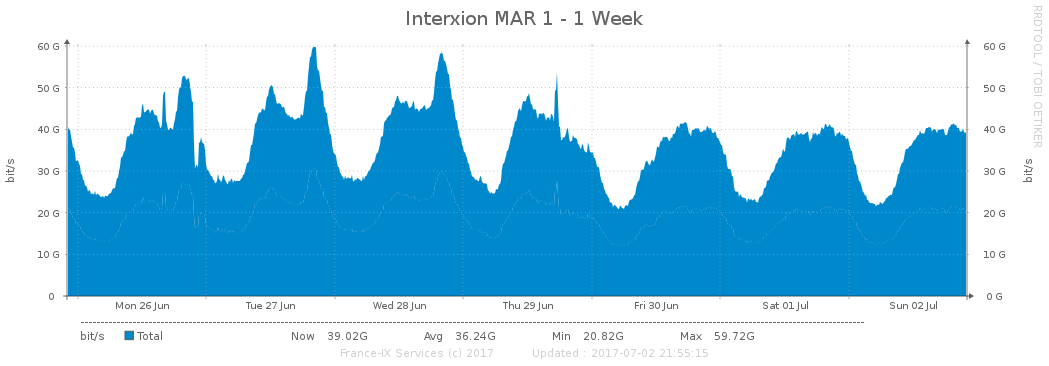 Interxion MAR 1 - 1 Week
RRDTOOL / TOBI OETIKER
bit/s
60 G
50 G
40 G
30 G
20 G
10 G
0
60 G
50 G
40 G
30 G
20 G
10 G
0 G
bit/s
Mon 26 Jun Tue 27 Jun Wed 28 Jun Thu 29 Jun Fri 30 Jun Sat 01 Jul Sun 02 Jul
bit/s Total Now 39.02G Avg 36.24G Min 20.82G Max 59.72G
France-IX Services (c) 2017 Updated : 2017-07-02 21:55:15